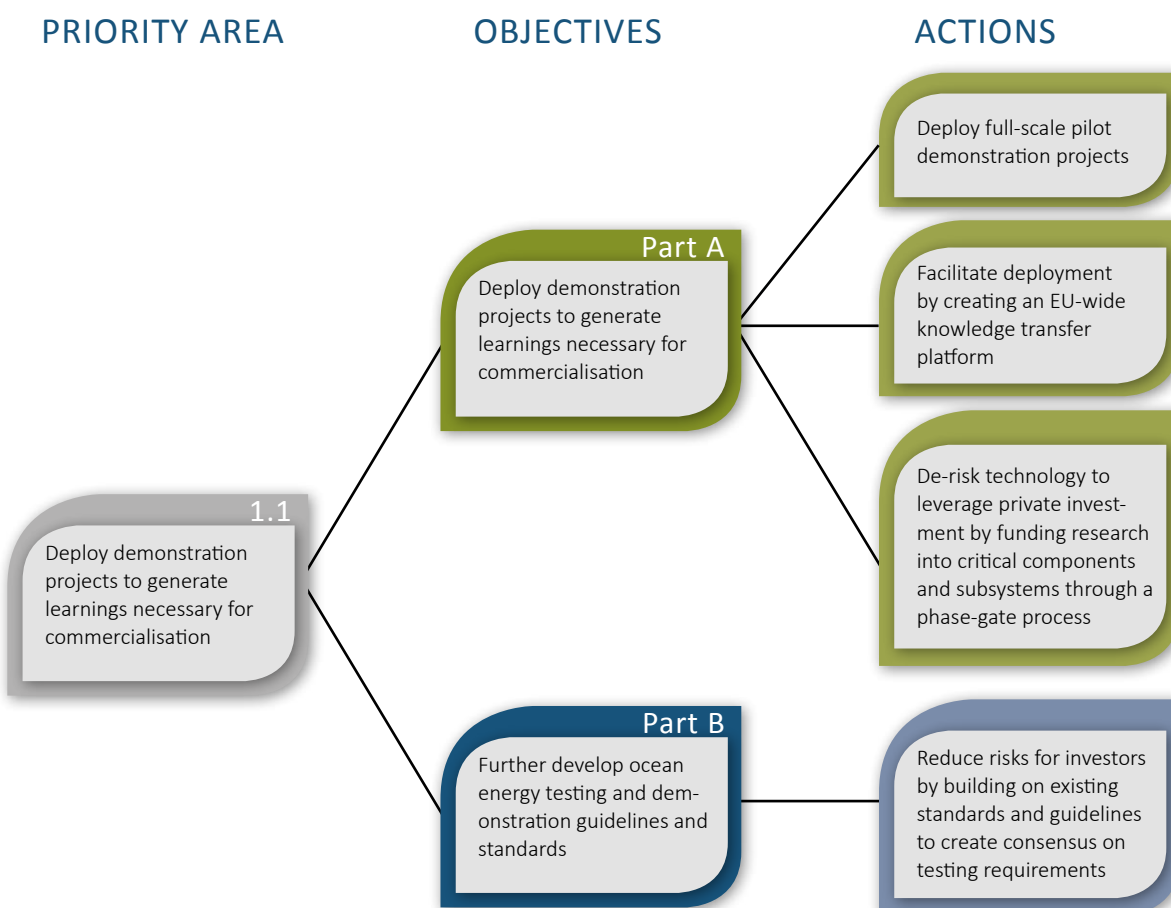 PRIORITY AREA
OBJECTIVES
ACTIONS
1.1
Deploy demonstration
projects to generate
learnings necessary for
commercialisation
Part A
Deploy demonstration
projects to generate
learnings necessary for
commercialisation
Deploy full-scale pilot
demonstration projects
Facilitate deployment
by creating an EU-wide
knowledge transfer
platform
De-risk technology to
leverage private invest-
ment by funding research
into critical components
and subsystems through a
phase-gate process
Part B
Further develop ocean
energy testing and dem-
onstration guidelines and
standards
Reduce risks for investors
by building on existing
standards and guidelines
to create consensus on
testing requirements